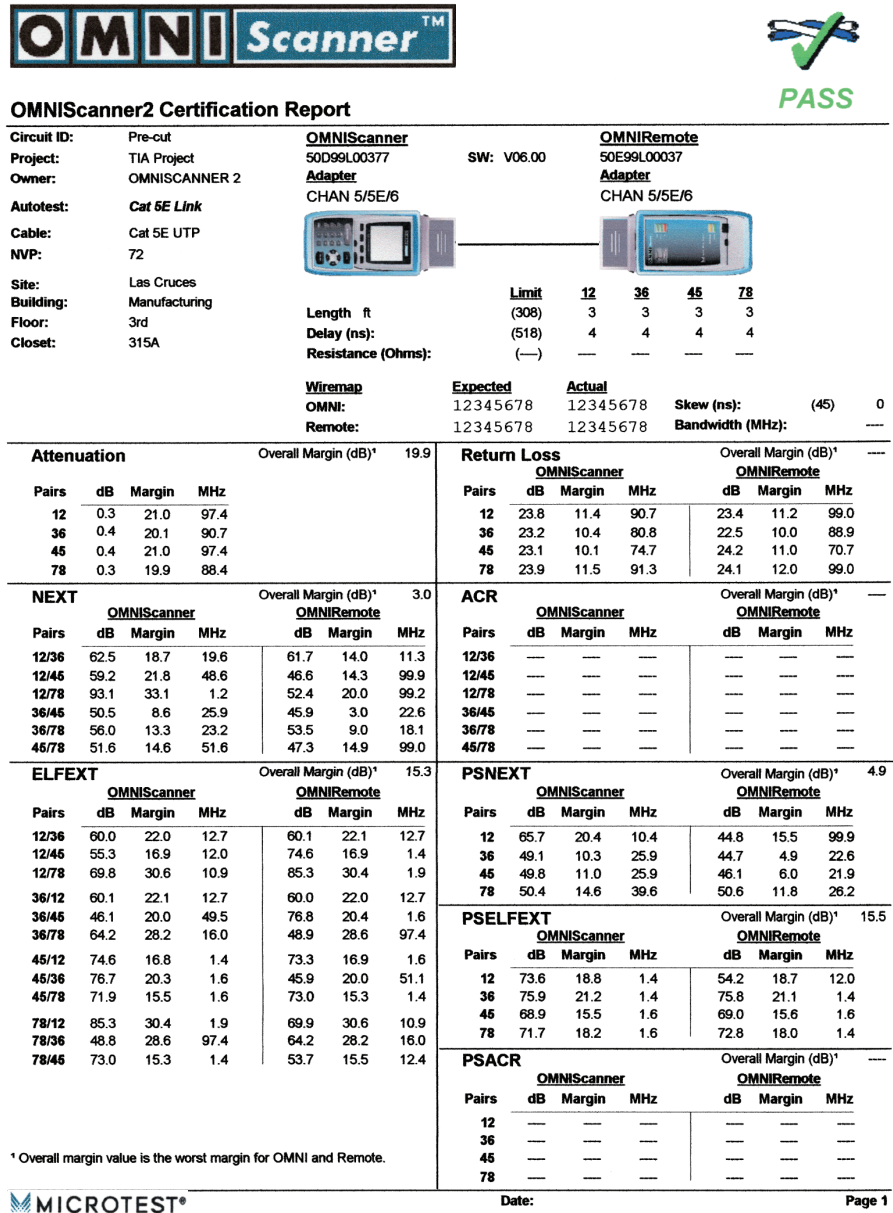 OMNI Scanner™
PASS
OMNIScanner2 Certification Report
Circuit ID: Pre-cut
Project: TIA Project
Owner: OMNISCANNER 2
Autotest: Cat 5E Link
Cable: Cat 5E UTP
NVP: 72
Site: Las Cruces
Building: Manufacturing
Floor: 3rd
Closet: 315A
OMNIScanner OMNIRemote
50D99L00377 SW: V06.00 50E99L00037
Adapter Adapter
CHAN 5/5E/6 CHAN 5/5E/6
Limit 12 36 45 78
Length ft (308) 3 3 3 3
Delay (ns): (518) 4 4 4 4
Resistance (Ohms): (---) ---- ---- ---- ----
Wiremap Expected Actual
OMNI: 12345678 12345678 Skew (ns): (45) 0
Remote: 12345678 12345678 Bandwidth (MHz): ----
Attenuation Overall Margin (dB)¹ 19.9
Pairs dB Margin MHz
12 0.3 21.0 97.4
36 0.4 20.1 90.7
45 0.4 21.0 97.4
78 0.3 19.9 88.4
Return Loss Overall Margin (dB)¹ ----
OMNIScanner OMNIRemote
Pairs dB Margin MHz dB Margin MHz
12 23.8 11.4 90.7 23.4 11.2 99.0
36 23.2 10.4 80.8 22.5 10.0 88.9
45 23.1 10.1 74.7 24.2 11.0 70.7
78 23.9 11.5 91.3 24.1 12.0 99.0
NEXT Overall Margin (dB)¹ 3.0
OMNIScanner OMNIRemote
Pairs dB Margin MHz dB Margin MHz
12/36 62.5 18.7 19.6 61.7 14.0 11.3
12/45 59.2 21.8 48.6 46.6 14.3 99.9
12/78 93.1 33.1 1.2 52.4 20.0 99.2
36/45 50.5 8.6 25.9 45.9 3.0 22.6
36/78 56.0 13.3 23.2 53.5 9.0 18.1
45/78 51.6 14.6 51.6 47.3 14.9 99.0
ACR Overall Margin (dB)¹ ----
OMNIScanner OMNIRemote
Pairs dB Margin MHz dB Margin MHz
12/36 ---- ---- ---- ---- ---- ----
12/45 ---- ---- ---- ---- ---- ----
12/78 ---- ---- ---- ---- ---- ----
36/45 ---- ---- ---- ---- ---- ----
36/78 ---- ---- ---- ---- ---- ----
45/78 ---- ---- ---- ---- ---- ----
ELFEXT Overall Margin (dB)¹ 15.3
OMNIScanner OMNIRemote
Pairs dB Margin MHz dB Margin MHz
12/36 60.0 22.0 12.7 60.1 22.1 12.7
12/45 55.3 16.9 12.0 74.6 16.9 1.4
12/78 69.8 30.6 10.9 85.3 30.4 1.9
36/12 60.1 22.1 12.7 60.0 22.0 12.7
36/45 46.1 20.0 49.5 76.8 20.4 1.6
36/78 64.2 28.2 16.0 48.9 28.6 97.4
45/12 74.6 16.8 1.4 73.3 16.9 1.6
45/36 76.7 20.3 1.6 45.9 20.0 51.1
45/78 71.9 15.5 1.6 73.0 15.3 1.4
78/12 85.3 30.4 1.9 69.9 30.6 10.9
78/36 48.8 28.6 97.4 64.2 28.2 16.0
78/45 73.0 15.3 1.4 53.7 15.5 12.4
PSNEXT Overall Margin (dB)¹ 4.9
OMNIScanner OMNIRemote
Pairs dB Margin MHz dB Margin MHz
12 65.7 20.4 10.4 44.8 15.5 99.9
36 49.1 10.3 25.9 44.7 4.9 22.6
45 49.8 11.0 25.9 46.1 6.0 21.9
78 50.4 14.6 39.6 50.6 11.8 26.2
PSELFEXT Overall Margin (dB)¹ 15.5
OMNIScanner OMNIRemote
Pairs dB Margin MHz dB Margin MHz
12 73.6 18.8 1.4 54.2 18.7 12.0
36 75.9 21.2 1.4 75.8 21.1 1.4
45 68.9 15.5 1.6 69.0 15.6 1.6
78 71.7 18.2 1.6 72.8 18.0 1.4
PSACR Overall Margin (dB)¹ ----
OMNIScanner OMNIRemote
Pairs dB Margin MHz dB Margin MHz
12 ---- ---- ---- ---- ---- ----
36 ---- ---- ---- ---- ---- ----
45 ---- ---- ---- ---- ---- ----
78 ---- ---- ---- ---- ---- ----
¹ Overall margin value is the worst margin for OMNI and Remote.
MICROTEST® Date: Page 1